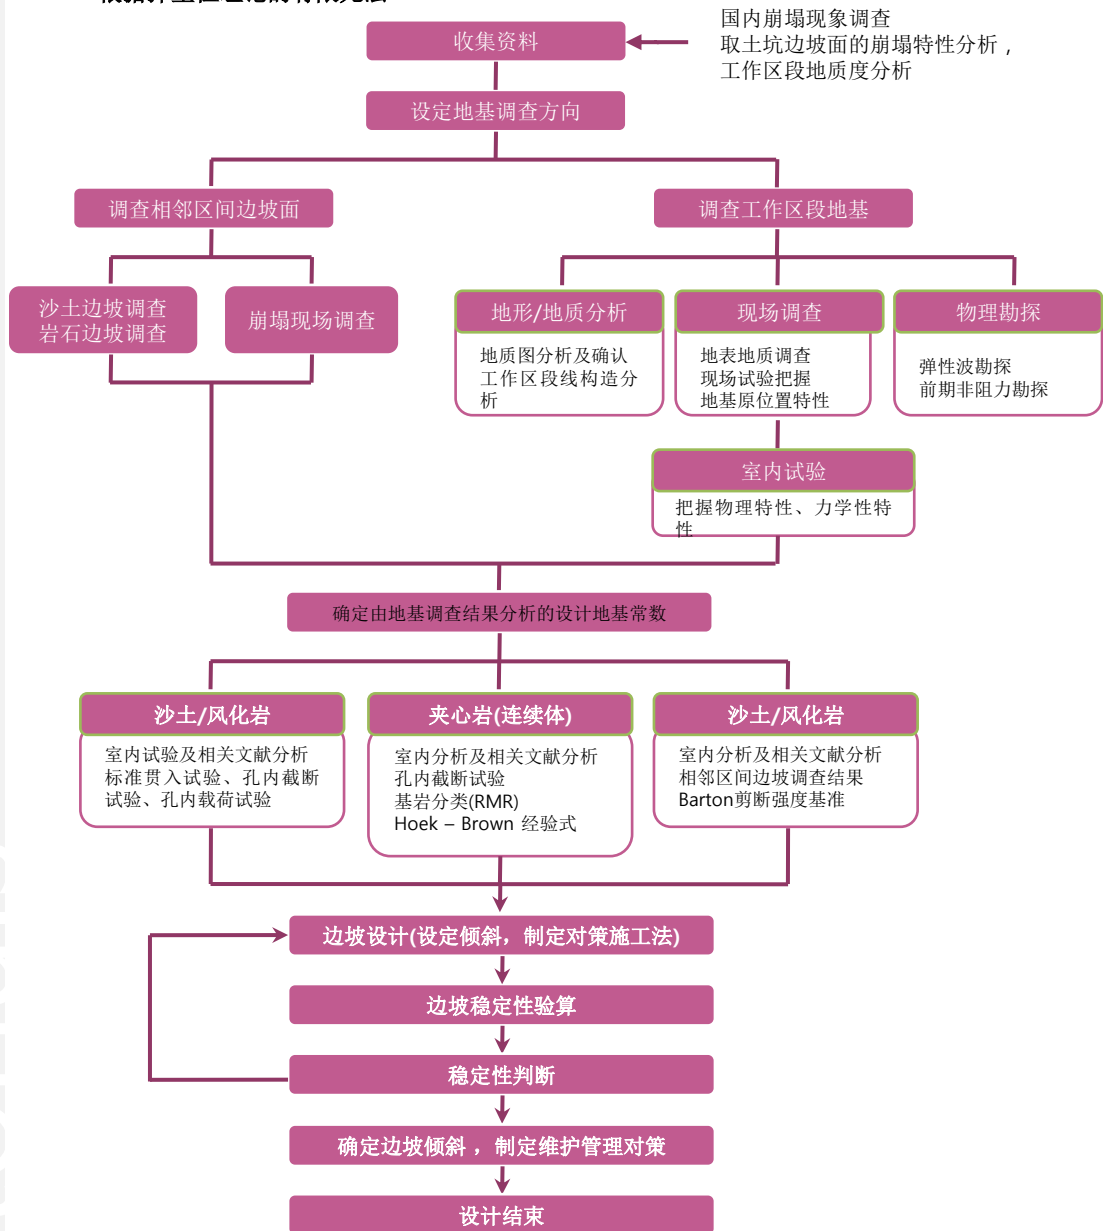 国内崩塌现象调查
取土坑边坡面的崩塌特性分析，
工作区段地质度分析
收集资料
设定地基调查方向
调查相邻区间边坡面
调查工作区段地基
沙土边坡调查
岩石边坡调查
崩塌现场调查
地形/地质分析
地质图分析及确认
工作区段线构造分
析
现场调查
地表地质调查
现场试验把握
地基原位置特性
物理勘探
弹性波勘探
前期非阻力勘探
室内试验
把握物理特性、力学性特
性
确定由地基调查结果分析的设计地基常数
沙土/风化岩
室内试验及相关文献分析
标准贯入试验、孔内截断
试验、孔内载荷试验
夹心岩(连续体)
室内分析及相关文献分析
孔内截断试验
基岩分类(RMR)
Hoek – Brown 经验式
沙土/风化岩
室内分析及相关文献分析
相邻区间边坡调查结果
Barton剪断强度基准
边坡设计(设定倾斜，制定对策施工法)
边坡稳定性验算
稳定性判断
确定边坡倾斜 ，制定维护管理对策
设计结束